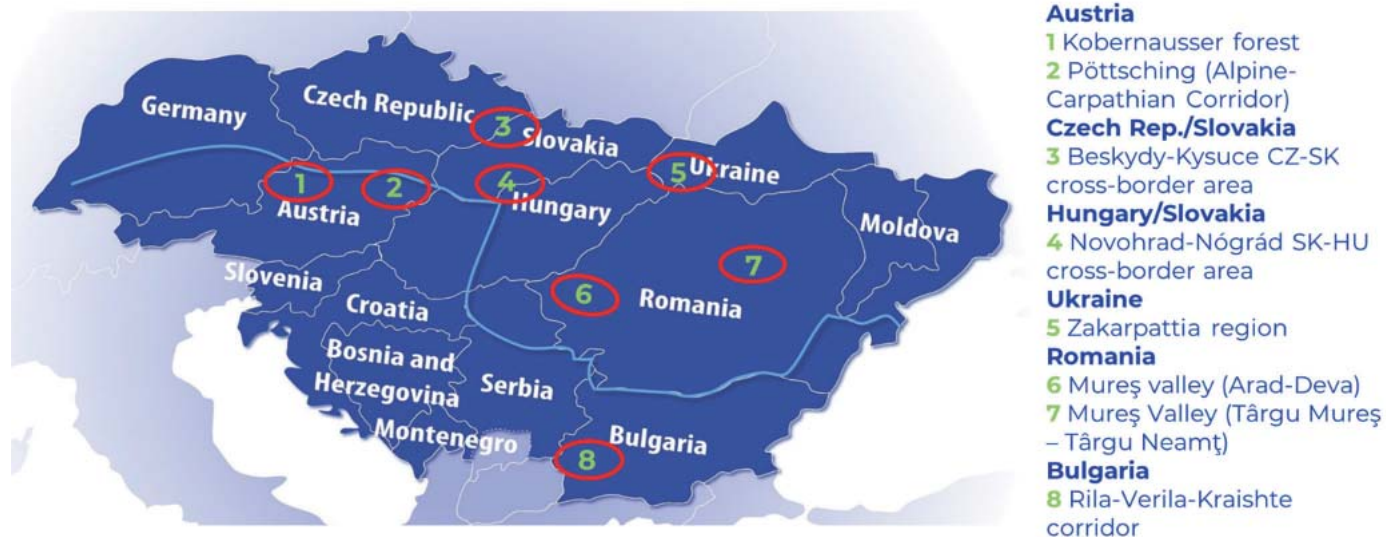 Germany
Czech Republic
3
Slovakia
5
Ukraine
1
2
4
Austria
Hungary
Moldova
7
Slovenia
6
Romania
Croatia
Bosnia and
Herzegovina
Serbia
Montenegro
Bulgaria
8
Austria
1 Kobernausser forest
2 Pöttsching (Alpine-
Carpathian Corridor)
Czech Rep./Slovakia
3 Beskydy-Kysuce CZ-SK
cross-border area
Hungary/Slovakia
4 Novohrad-Nógrád SK-HU
cross-border area
Ukraine
5 Zakarpattia region
Romania
6 Mureş valley (Arad-Deva)
7 Mureş Valley (Târgu Mureş
– Târgu Neamţ)
Bulgaria
8 Rila-Verila-Kraishte
corridor